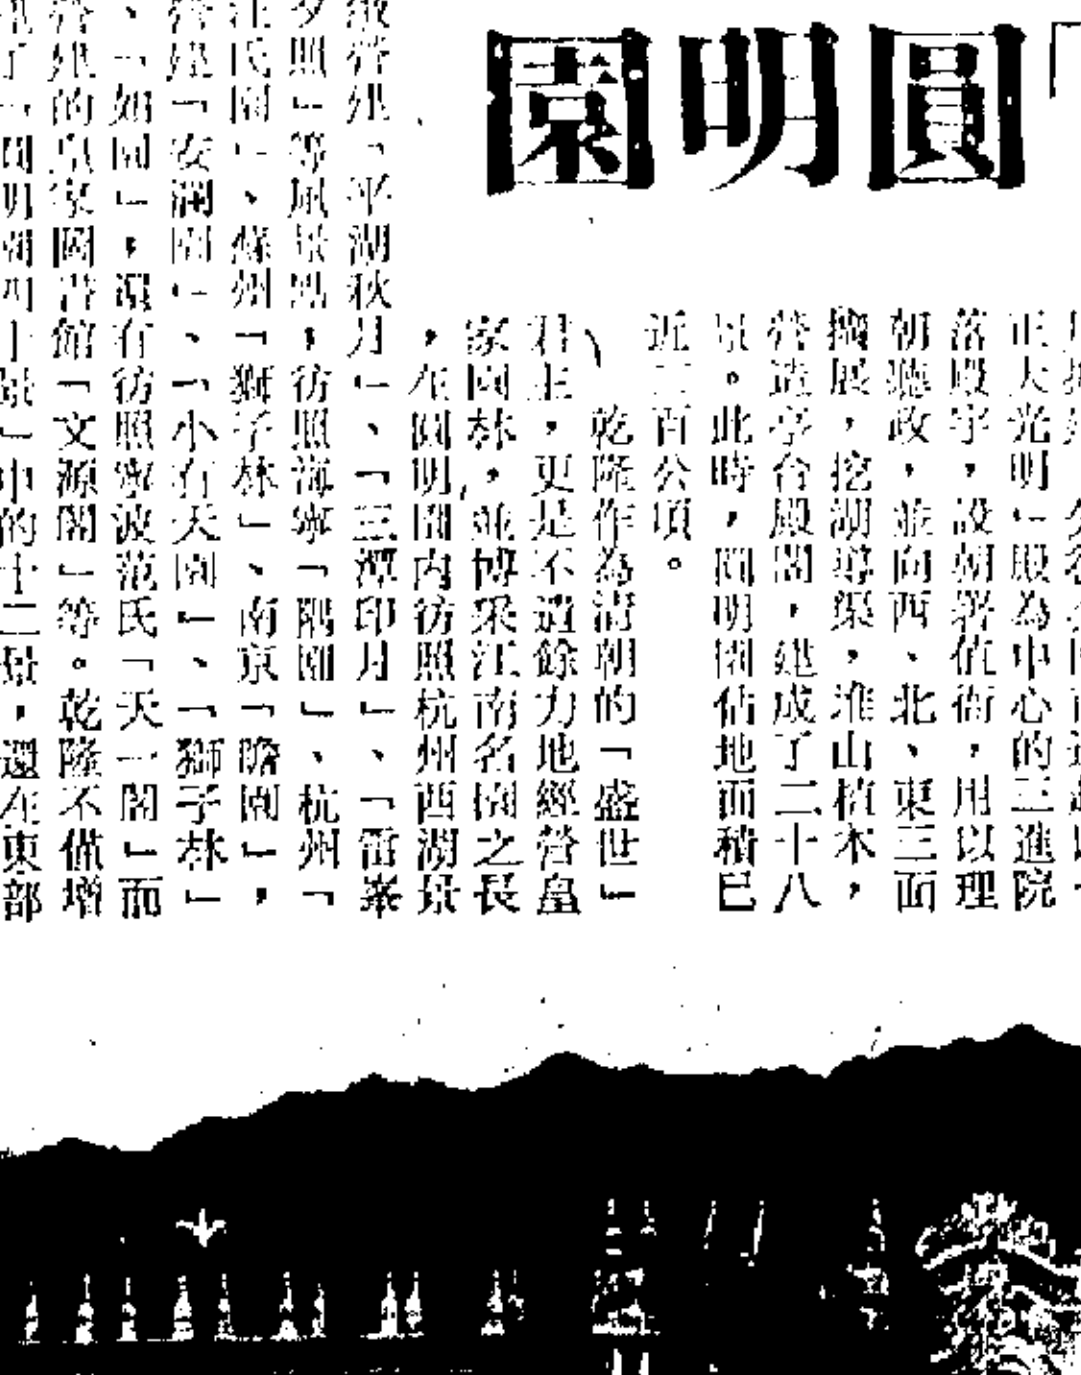 圓明園
正大光明」殿為中心的三進院
落殿宇，設朝署值衙，用以理
朝聽政，並向西、北、東三面
擴展，挖湖導渠，堆山植木，
營造亭台殿閣，建成了二十八
景。此時，圓明園佔地面積已
近二百公頃。
乾隆作為清朝的「盛世」
君主，更是不遺餘力地經營皇
家園林，並博采江南名園之長
，在圓明園內彷照杭州西湖景
營建「平湖秋月」、「三潭印月」、「雷峯
夕照」等風景點，彷照海寧「隅園」、杭州「
汪氏園」、蘇州「獅子林」、南京「瞻園」，
營建「安瀾園」、「小有天園」、「獅子林」
、「如園」，還有彷照寧波范氏「天一閣」而
營建的皇家圖書館「文源閣」等。乾隆不僅增
建了「圓明園四十景」中的十二景，還在東部